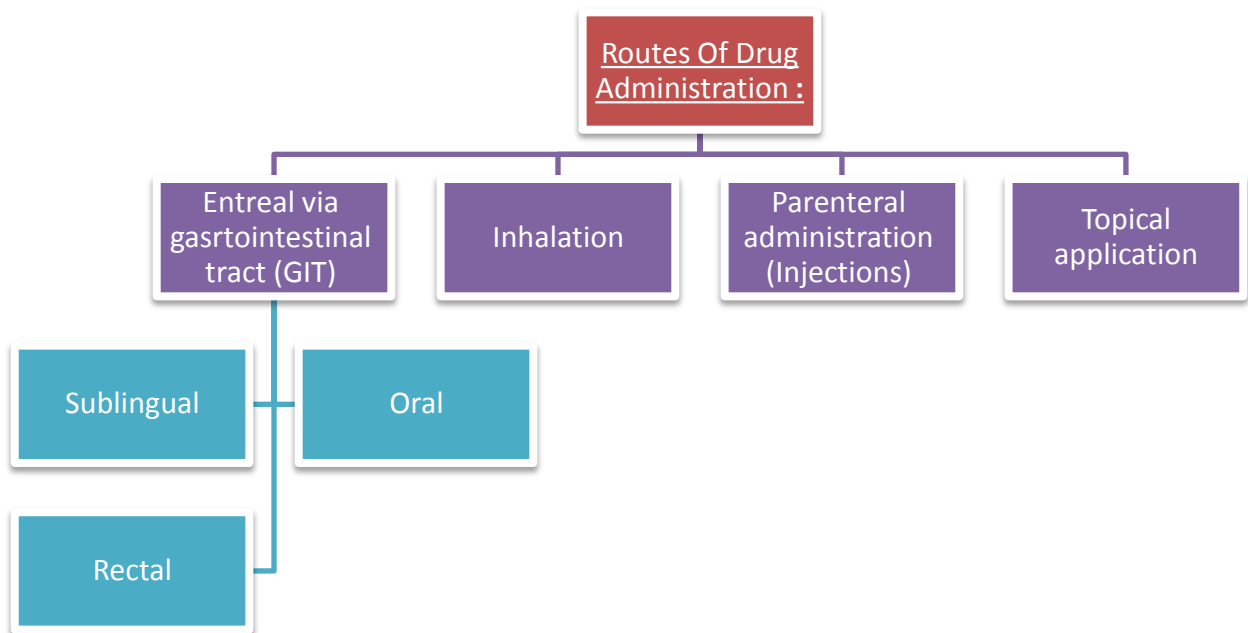 Routes Of Drug
Administration :
Entreal via
gasrtointestinal
tract (GIT)
Inhalation
Parenteral
administration
(Injections)
Topical
application
Sublingual
Oral
Rectal